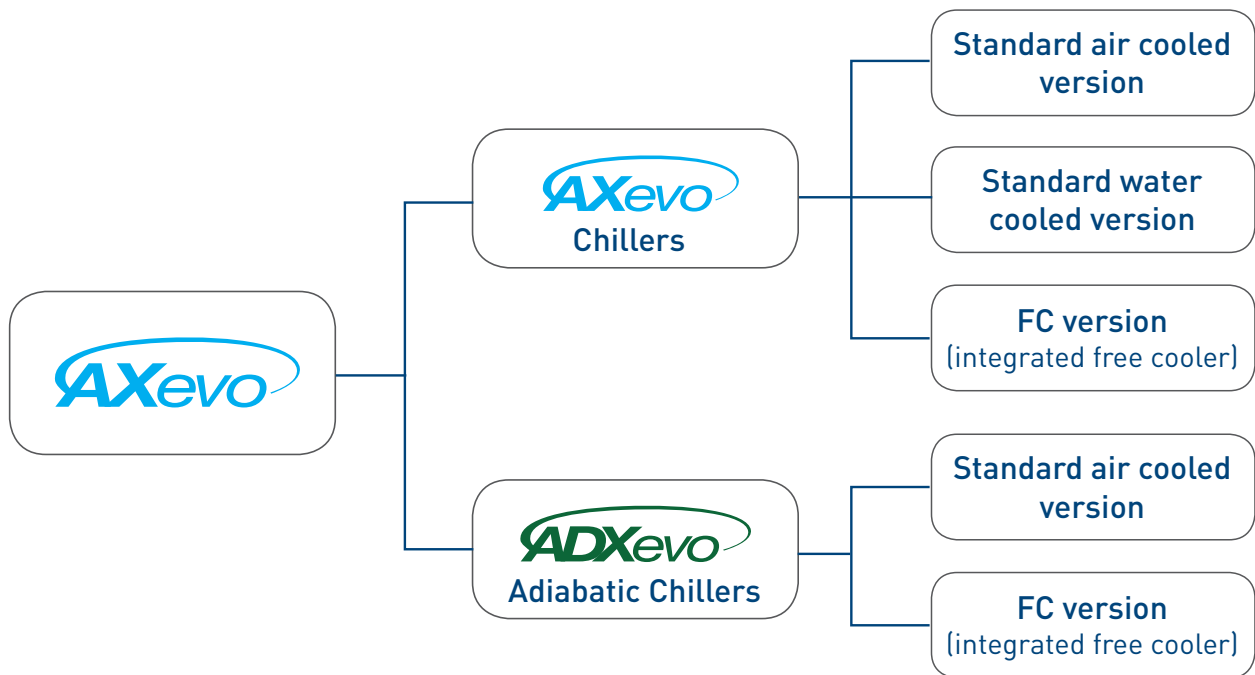 AXevo
AXevo
Chillers
Standard air cooled
version
Standard water
cooled version
FC version
(integrated free cooler)
ADXevo
Adiabatic Chillers
Standard air cooled
version
FC version
(integrated free cooler)